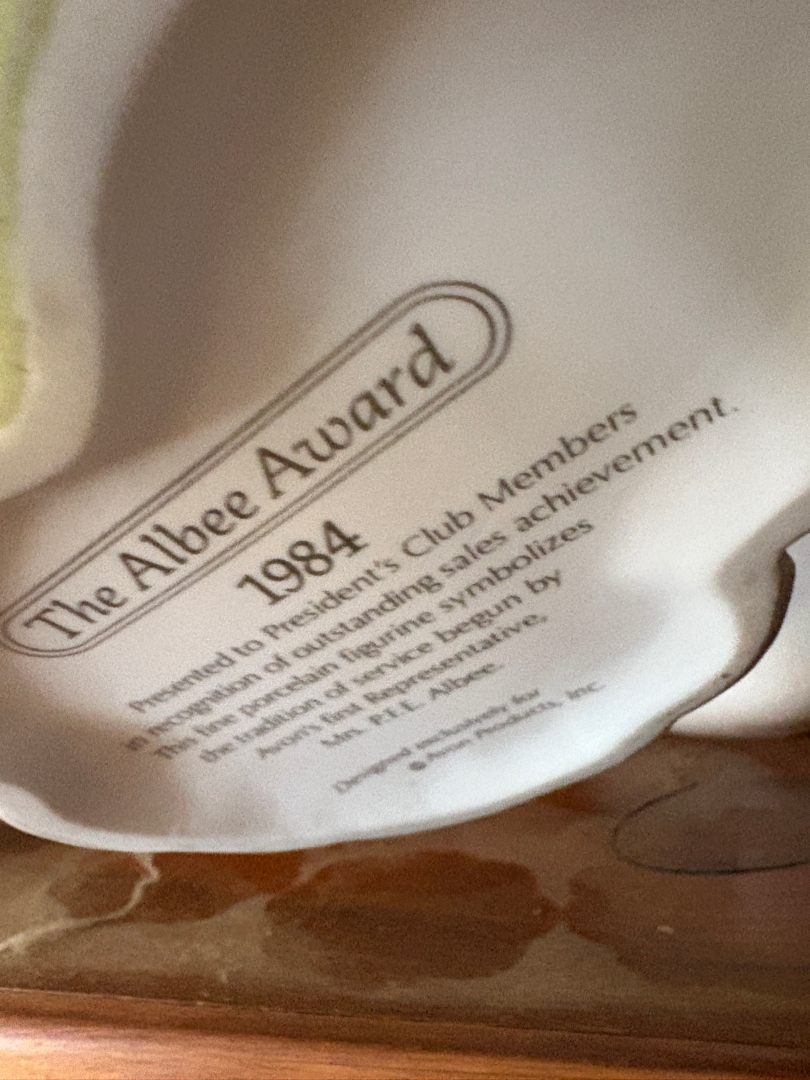 The Albee Award
1984
Presented to President's Club Members
in recognition of outstanding sales achievement.
This fine porcelain figurine symbolizes
the tradition of service begun by
Avon's first Representative,
Mrs. P.F.E. Albee.
Designed exclusively for
© Avon Products, Inc.